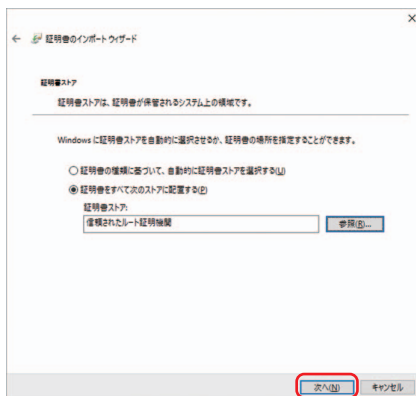 証明書のインポート ウィザード
証明書ストア
証明書ストアは、証明書が保管されるシステム上の領域です。
Windows に証明書ストアを自動的に選択させるか、証明書の場所を指定することができます。
証明書の種類に基づいて、自動的に証明書ストアを選択する(U)
証明書をすべて次のストアに配置する(P)
証明書ストア:
信頼されたルート証明機関
参照(R)...
次へ(N)
キャンセル